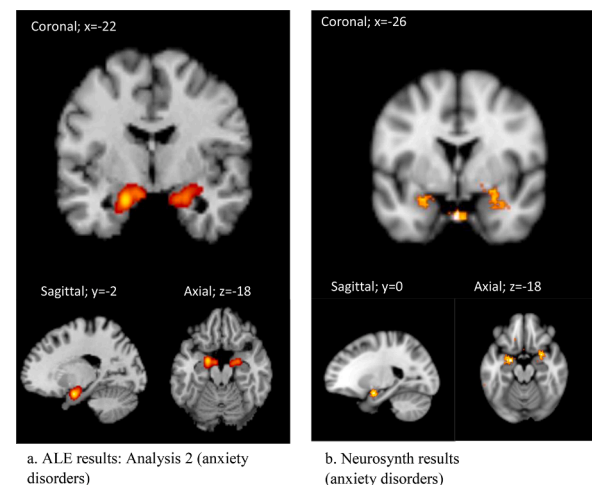 Coronal; x=-22
Coronal; x=-26
Sagittal; y=-2
Axial; z=-18
Sagittal; y=0
Axial; z=-18
a. ALE results: Analysis 2 (anxiety
disorders)
b. Neurosynth results
(anxiety disorders)